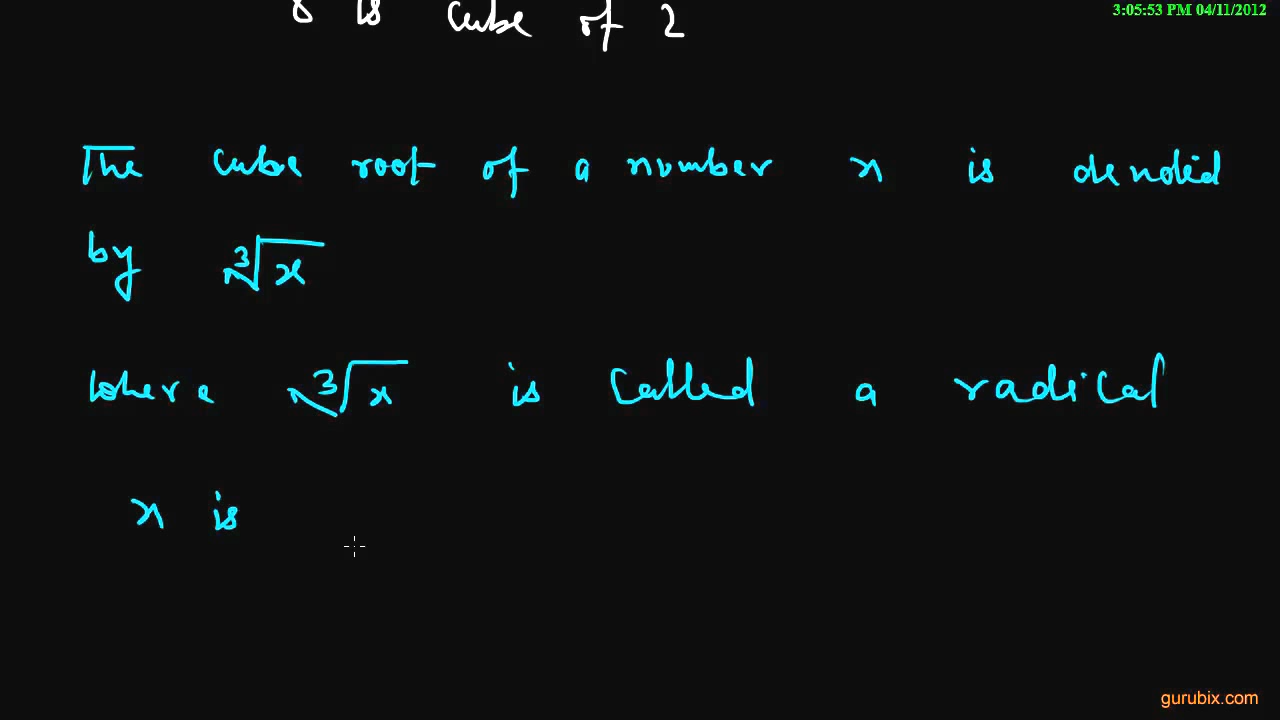 3:05:53 PM 04/11/2012
8 is cube of 2
The cube root of a number x is denoted
by ∛x
where ∛x is called a radical
x is
gurubix.com